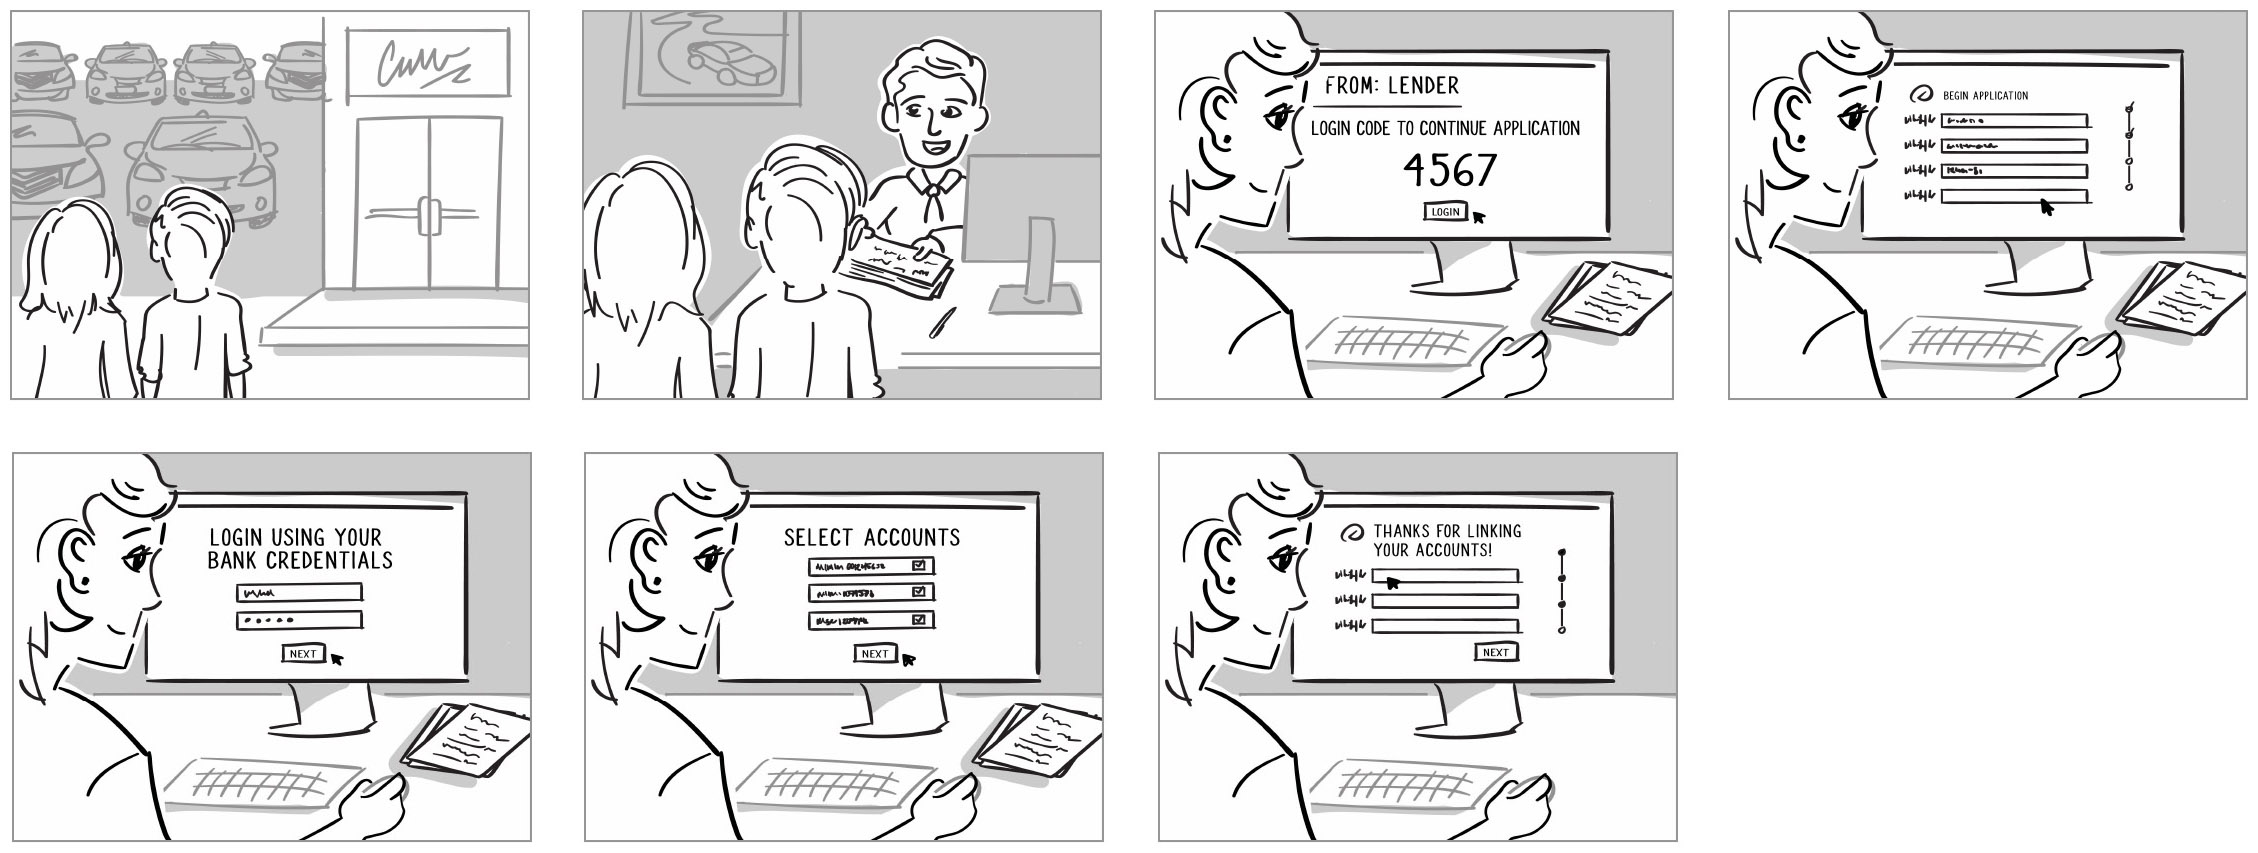 FROM: LENDER
LOGIN CODE TO CONTINUE APPLICATION
4567
LOGIN
BEGIN APPLICATION
LOGIN USING YOUR
BANK CREDENTIALS
NEXT
SELECT ACCOUNTS
NEXT
THANKS FOR LINKING
YOUR ACCOUNTS!
NEXT